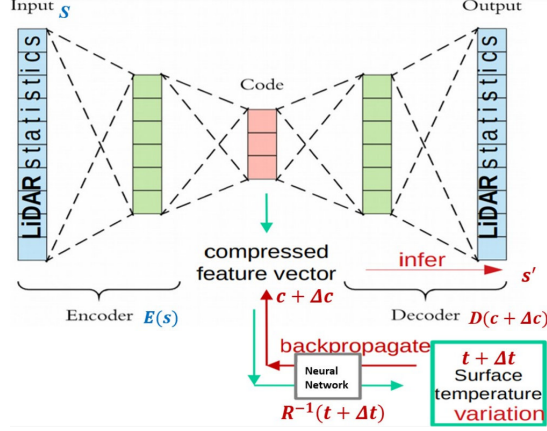 Input S
Output
LiDAR statistics
Code
LiDAR statistics
compressed
feature vector
infer
s′
c + Δc
Encoder E(s)
Decoder D(c + Δc)
backpropagate
Neural
Network
R⁻¹(t + Δt)
t + Δt
Surface
temperature
variation